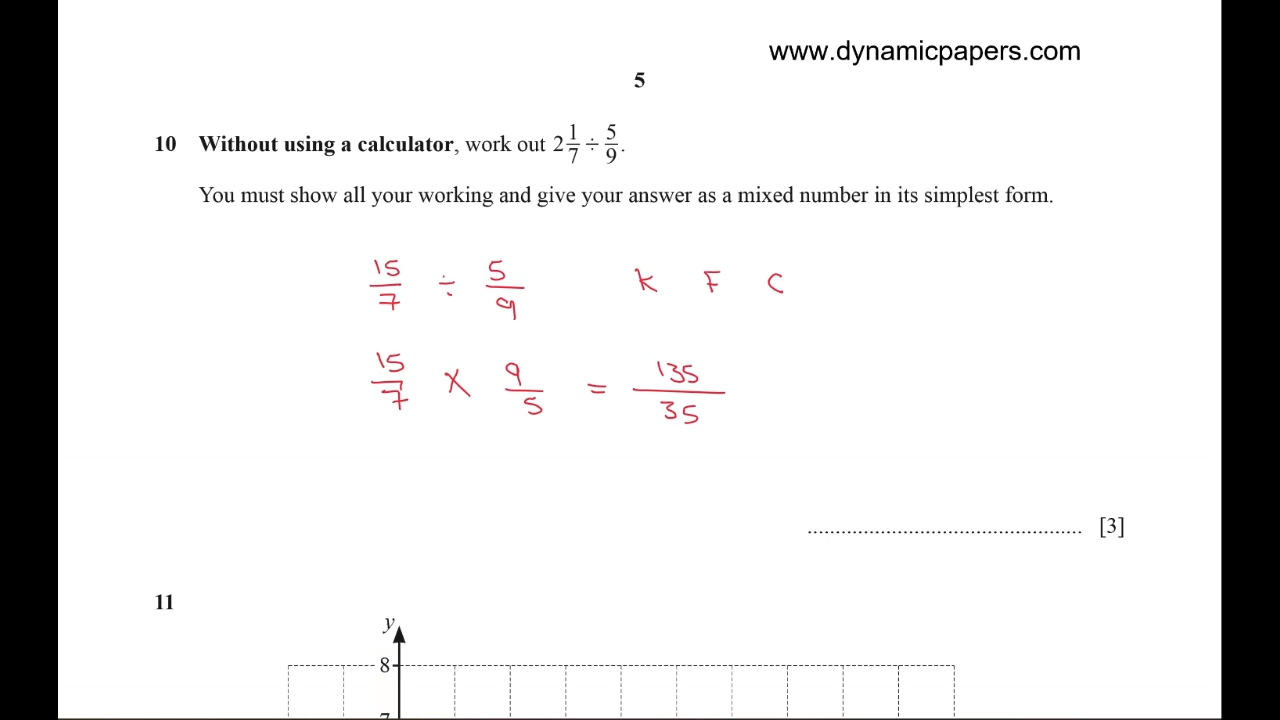 www.dynamicpapers.com
5
10 Without using a calculator, work out 2 1/7 ÷ 5/9.
You must show all your working and give your answer as a mixed number in its simplest form.
15/7 ÷ 5/9 K F C
15/7 × 9/5 = 135/35
................................................. [3]
11
y
8
7